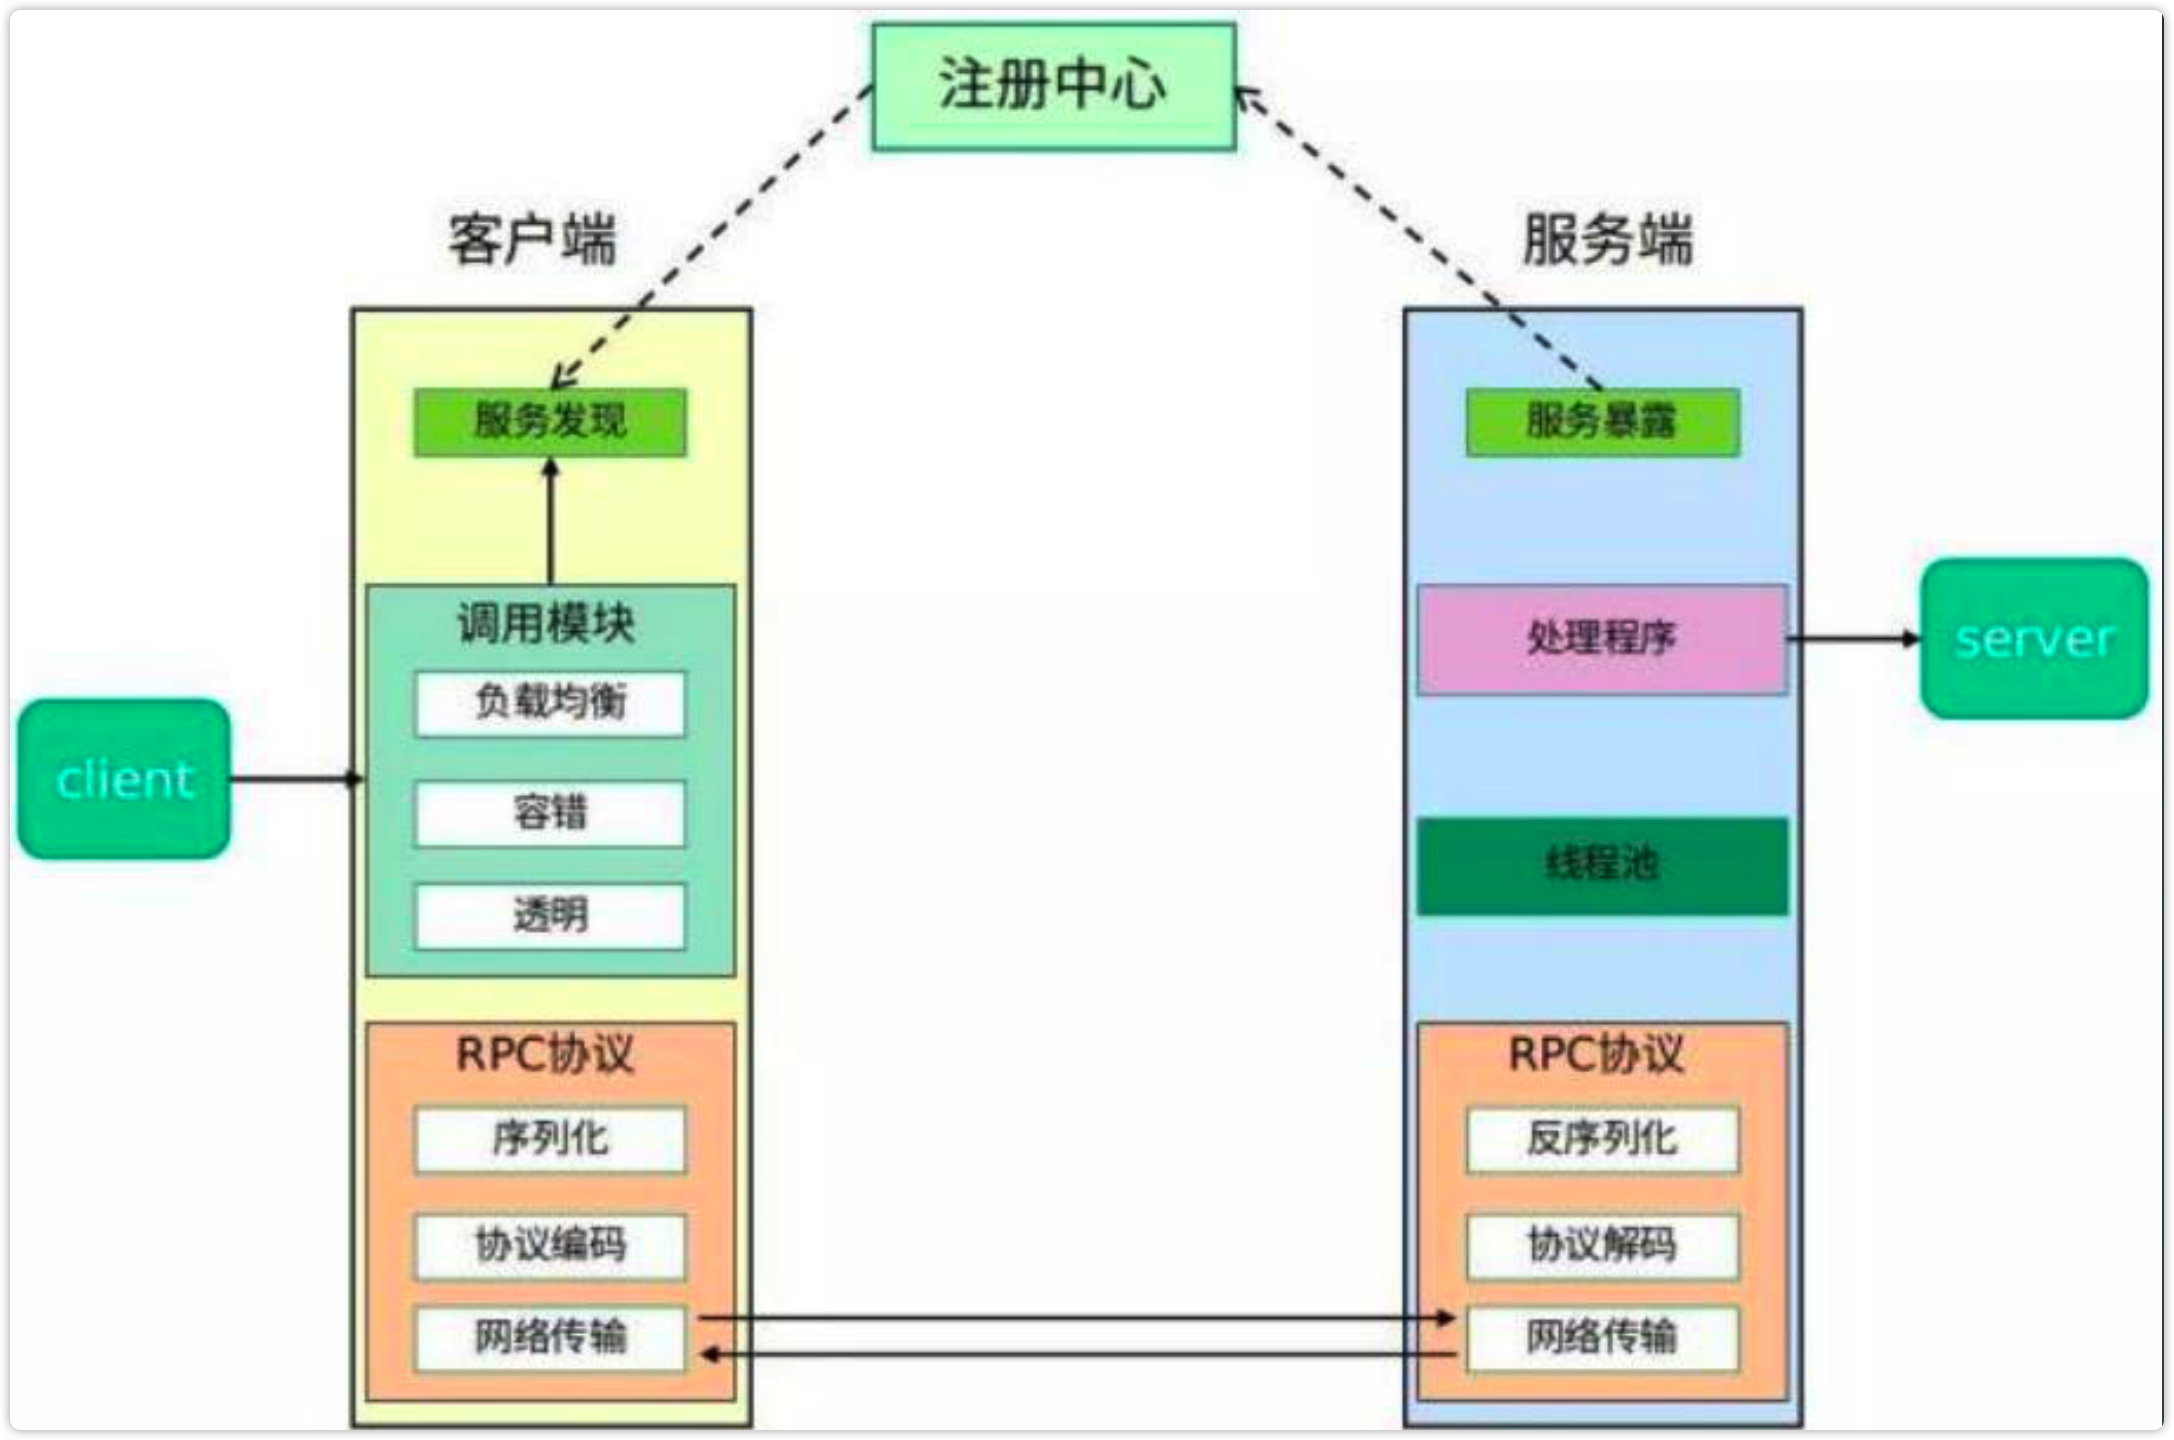 注册中心
客户端
服务端
服务发现
服务暴露
调用模块
负载均衡
容错
透明
client
处理程序
server
线程池
RPC协议
序列化
协议编码
网络传输
RPC协议
反序列化
协议解码
网络传输